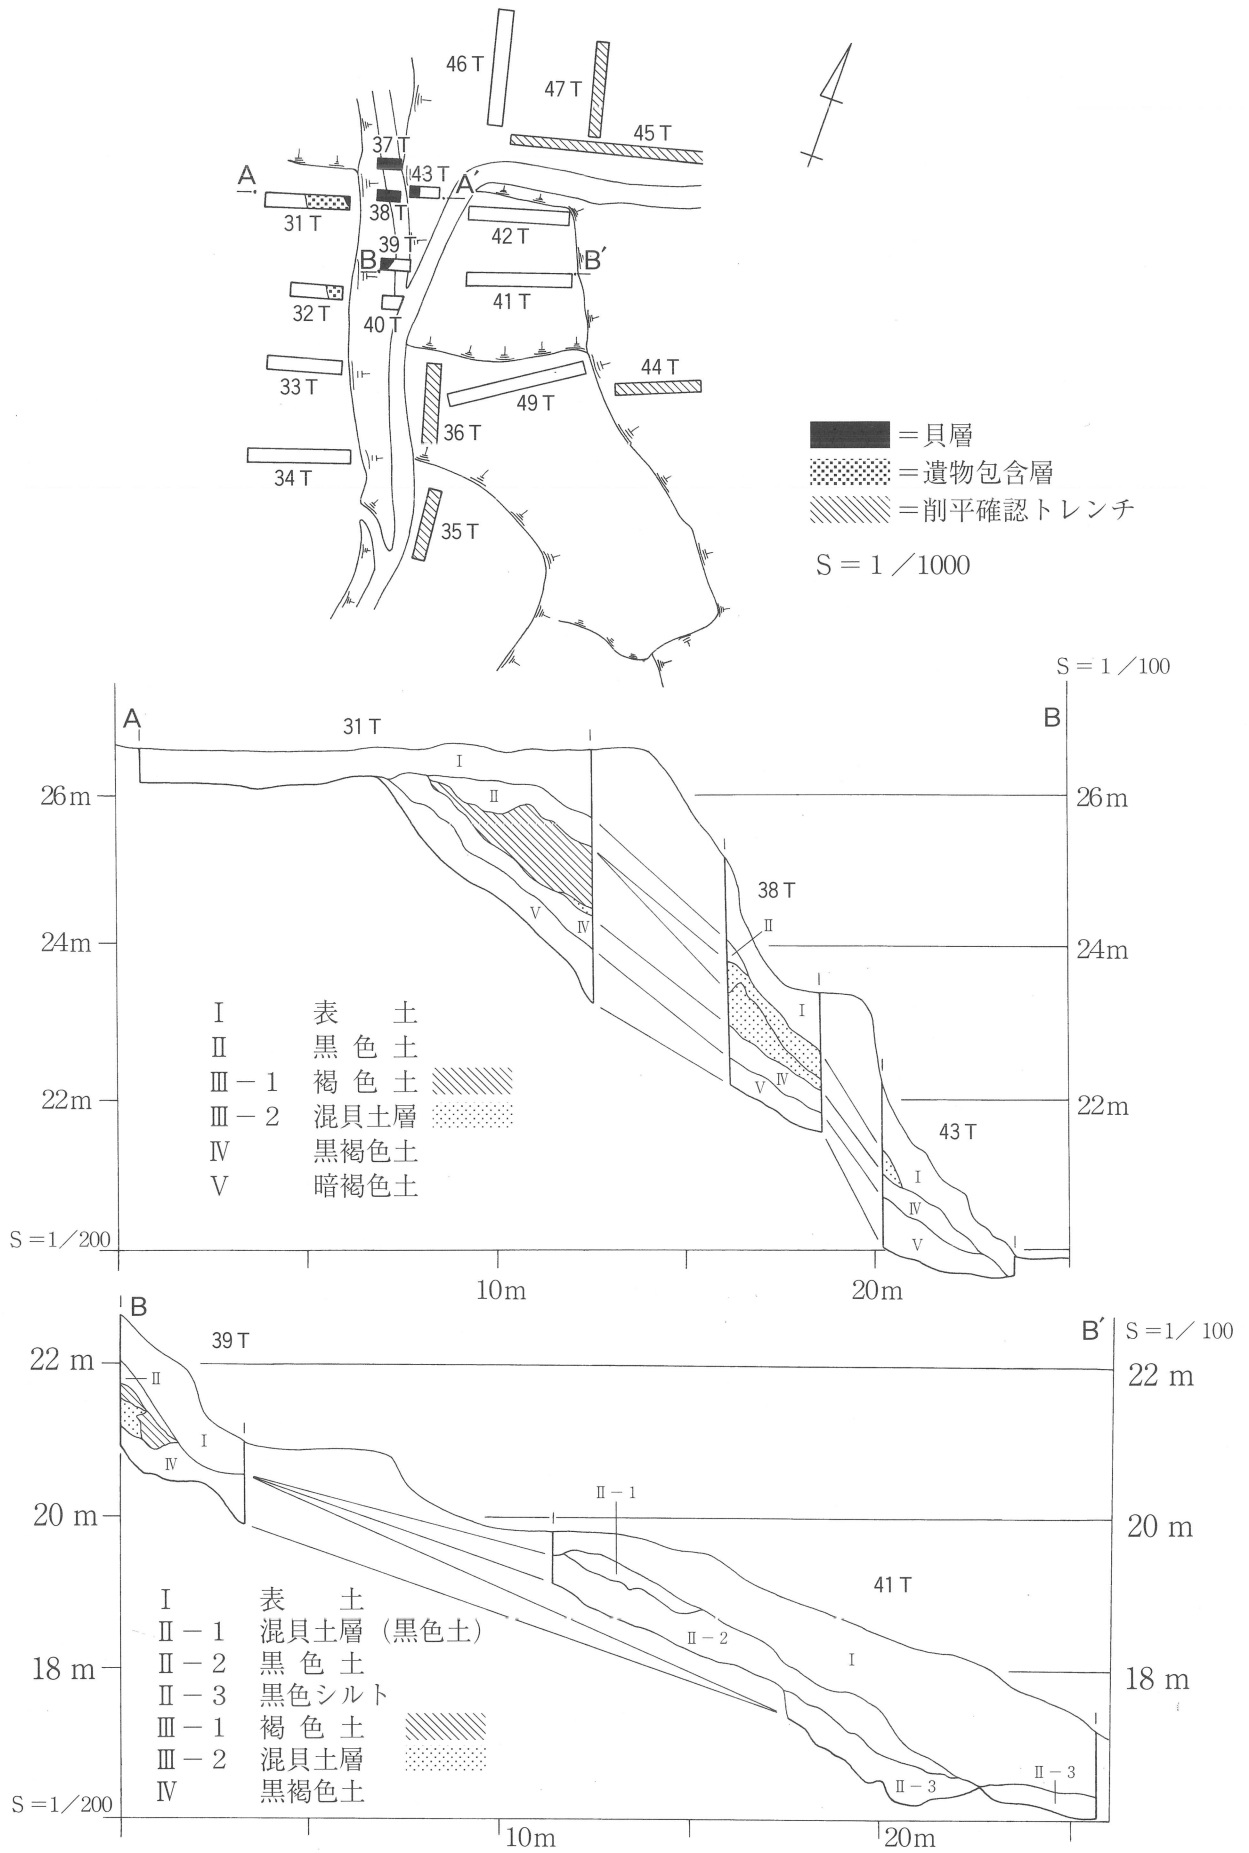 46 T
47 T
45 T
37 T
43 T
A
A′
31 T
38 T
42 T
39 T
B
B′
32 T
40 T
41 T
33 T
44 T
49 T
36 T
34 T
35 T
＝貝層
＝遺物包含層
＝削平確認トレンチ
S＝1／1000
S＝1／100
A
31 T
B
I
26m
II
26m
38 T
V
IV
II
24m
24m
I
I 表 土
II 黒 色 土
III－1 褐 色 土
III－2 混貝土層
IV 黒褐色土
V 暗褐色土
22m
V
IV
22m
43 T
I
IV
V
S＝1／200
10m
20m
B
39 T
B′
S＝1／100
22 m
22 m
II
I
IV
II－1
20 m
20 m
41 T
I 表 土
II－1 混貝土層（黒色土）
II－2 黒 色 土
II－3 黒色シルト
III－1 褐 色 土
III－2 混貝土層
IV 黒褐色土
II－2
I
18 m
18 m
II－3
II－3
S＝1／200
10m
20m